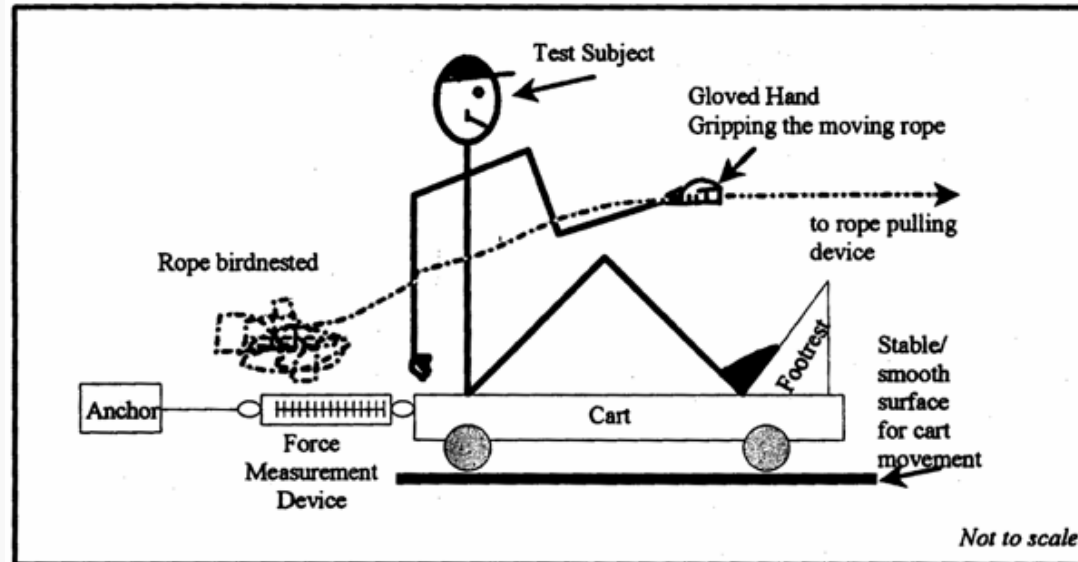 Test Subject
Gloved Hand
Gripping the moving rope
to rope pulling
device
Rope birdnested
Footrest
Stable/
smooth
surface
for cart
movement
Anchor
Cart
Force
Measurement
Device
Not to scale